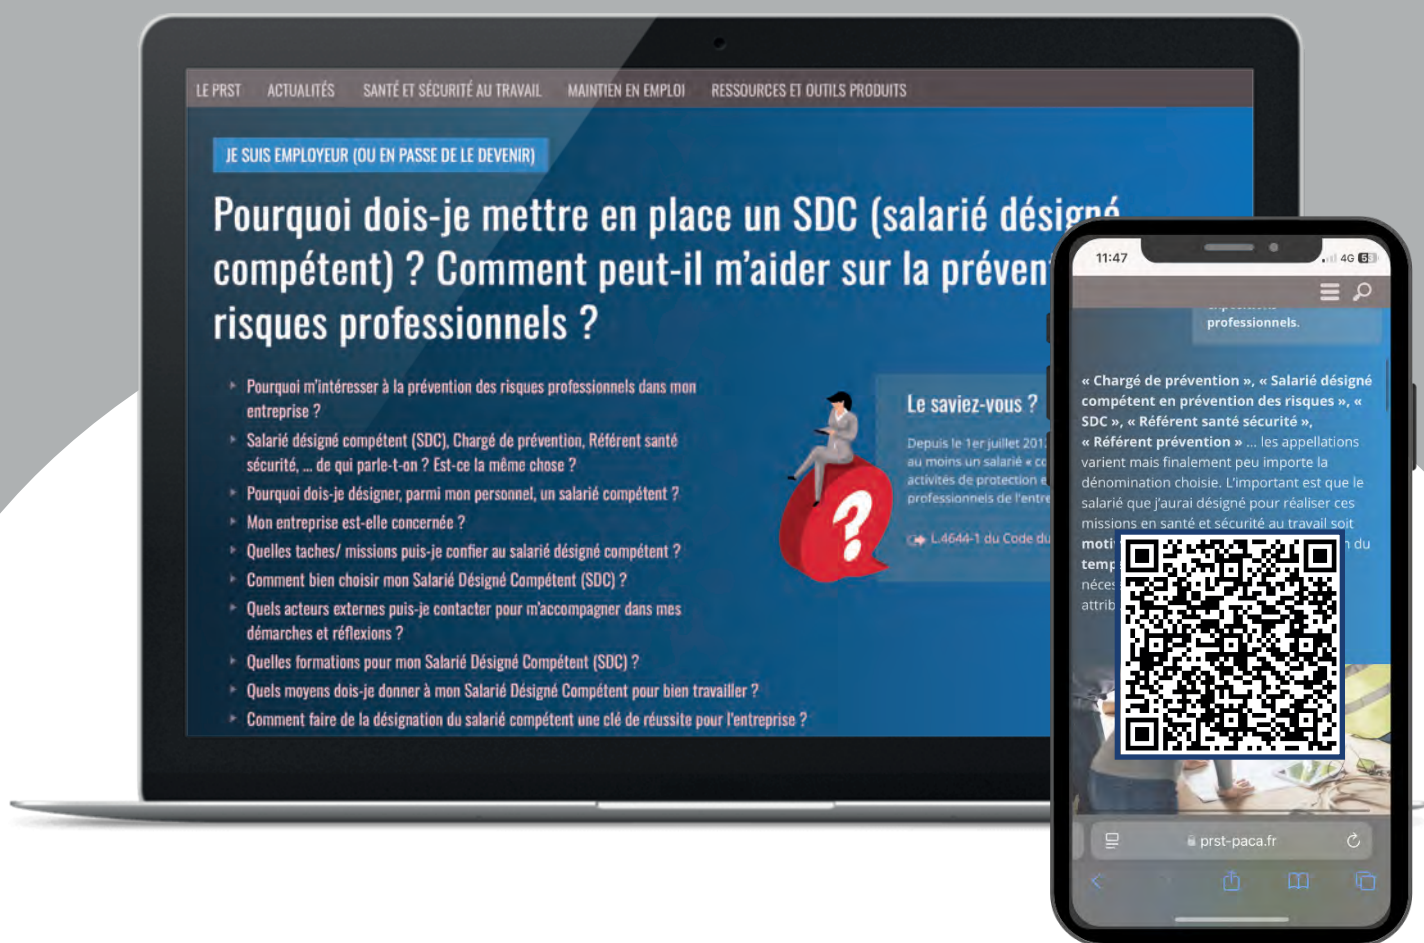 LE PRST ACTUALITÉS SANTÉ ET SÉCURITÉ AU TRAVAIL MAINTIEN EN EMPLOI RESSOURCES ET OUTILS PRODUITS
JE SUIS EMPLOYEUR (OU EN PASSE DE LE DEVENIR)
Pourquoi dois-je mettre en place un SDC (salarié désigné
compétent) ? Comment peut-il m'aider sur la préven
risques professionnels ?
Pourquoi m'intéresser à la prévention des risques professionnels dans mon
entreprise ?
Salarié désigné compétent (SDC), Chargé de prévention, Référent santé
sécurité, ... de qui parle-t-on ? Est-ce la même chose ?
Pourquoi dois-je désigner, parmi mon personnel, un salarié compétent ?
Mon entreprise est-elle concernée ?
Quelles taches/ missions puis-je confier au salarié désigné compétent ?
Comment bien choisir mon Salarié Désigné Compétent (SDC) ?
Quels acteurs externes puis-je contacter pour m'accompagner dans mes
démarches et réflexions ?
Quelles formations pour mon Salarié Désigné Compétent (SDC) ?
Quels moyens dois-je donner à mon Salarié Désigné Compétent pour bien travailler ?
Comment faire de la désignation du salarié compétent une clé de réussite pour l'entreprise ?
Le saviez-vous ?
Depuis le 1er juillet 201
au moins un salarié « co
activités de protection e
professionnels de l'entre
L.4644-1 du Code du
11:47 4G
professionnels.
« Chargé de prévention », « Salarié désigné
compétent en prévention des risques », «
SDC », « Référent santé sécurité »,
« Référent prévention » ... les appellations
varient mais finalement peu importe la
dénomination choisie. L'important est que le
salarié que j'aurai désigné pour réaliser ces
missions en santé et sécurité au travail soit
moti du
temp
néces
attrib
prst-paca.fr